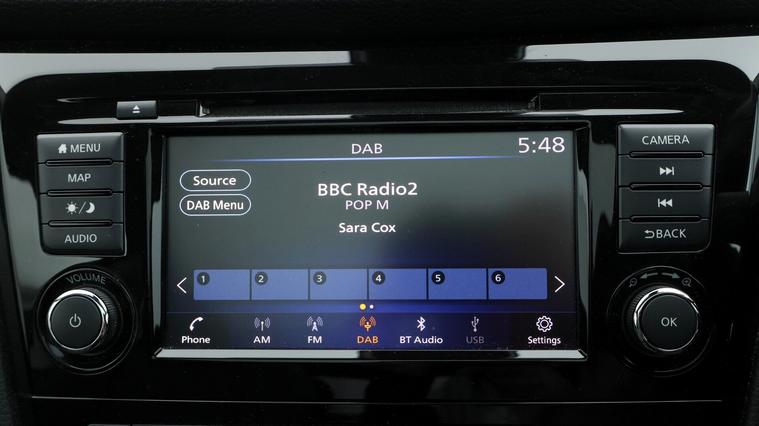 DAB 5:48
MENU
CAMERA
MAP
Source
BBC Radio2
DAB Menu
POP M
Sara Cox
AUDIO
BACK
1 2 3 4 5 6
VOLUME
OK
Phone AM FM DAB BT Audio USB Settings